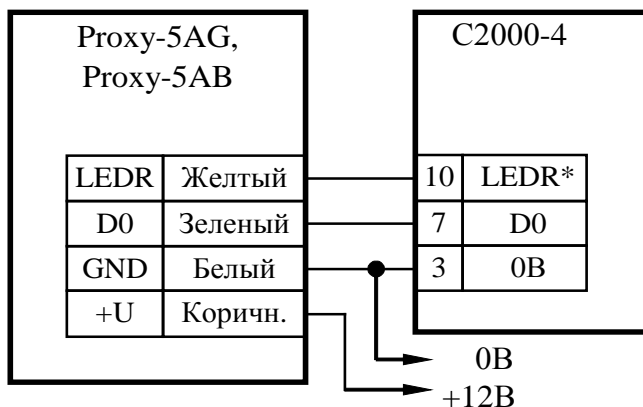 Proxy-5AG,
Proxy-5AB
C2000-4
LEDR Желтый 10 LEDR*
D0 Зеленый 7 D0
GND Белый 3 0В
+U Коричн.
0В
+12В